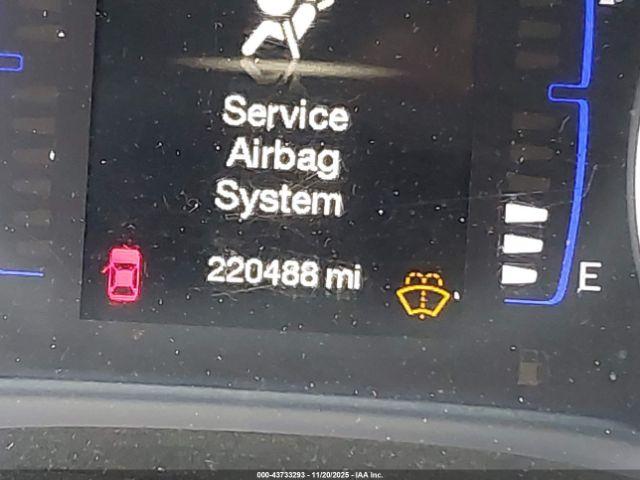 Service
Airbag
System
220488 mi
E
000-43733293 - 11/20/2025 - IAA Inc.